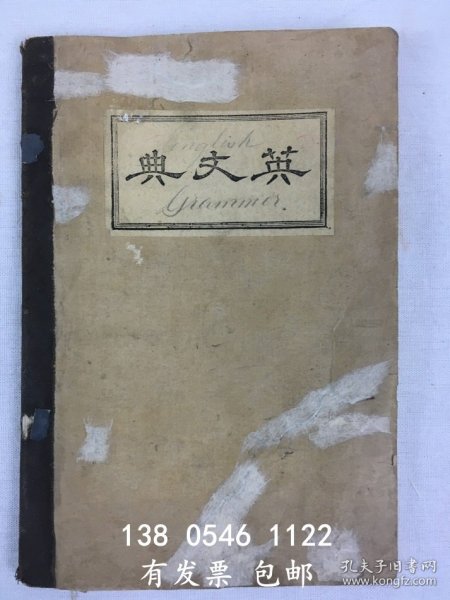 English
典文英
Grammer.
138 0546 1122
有发票 包邮
孔夫子旧书网
www.kongfz.com